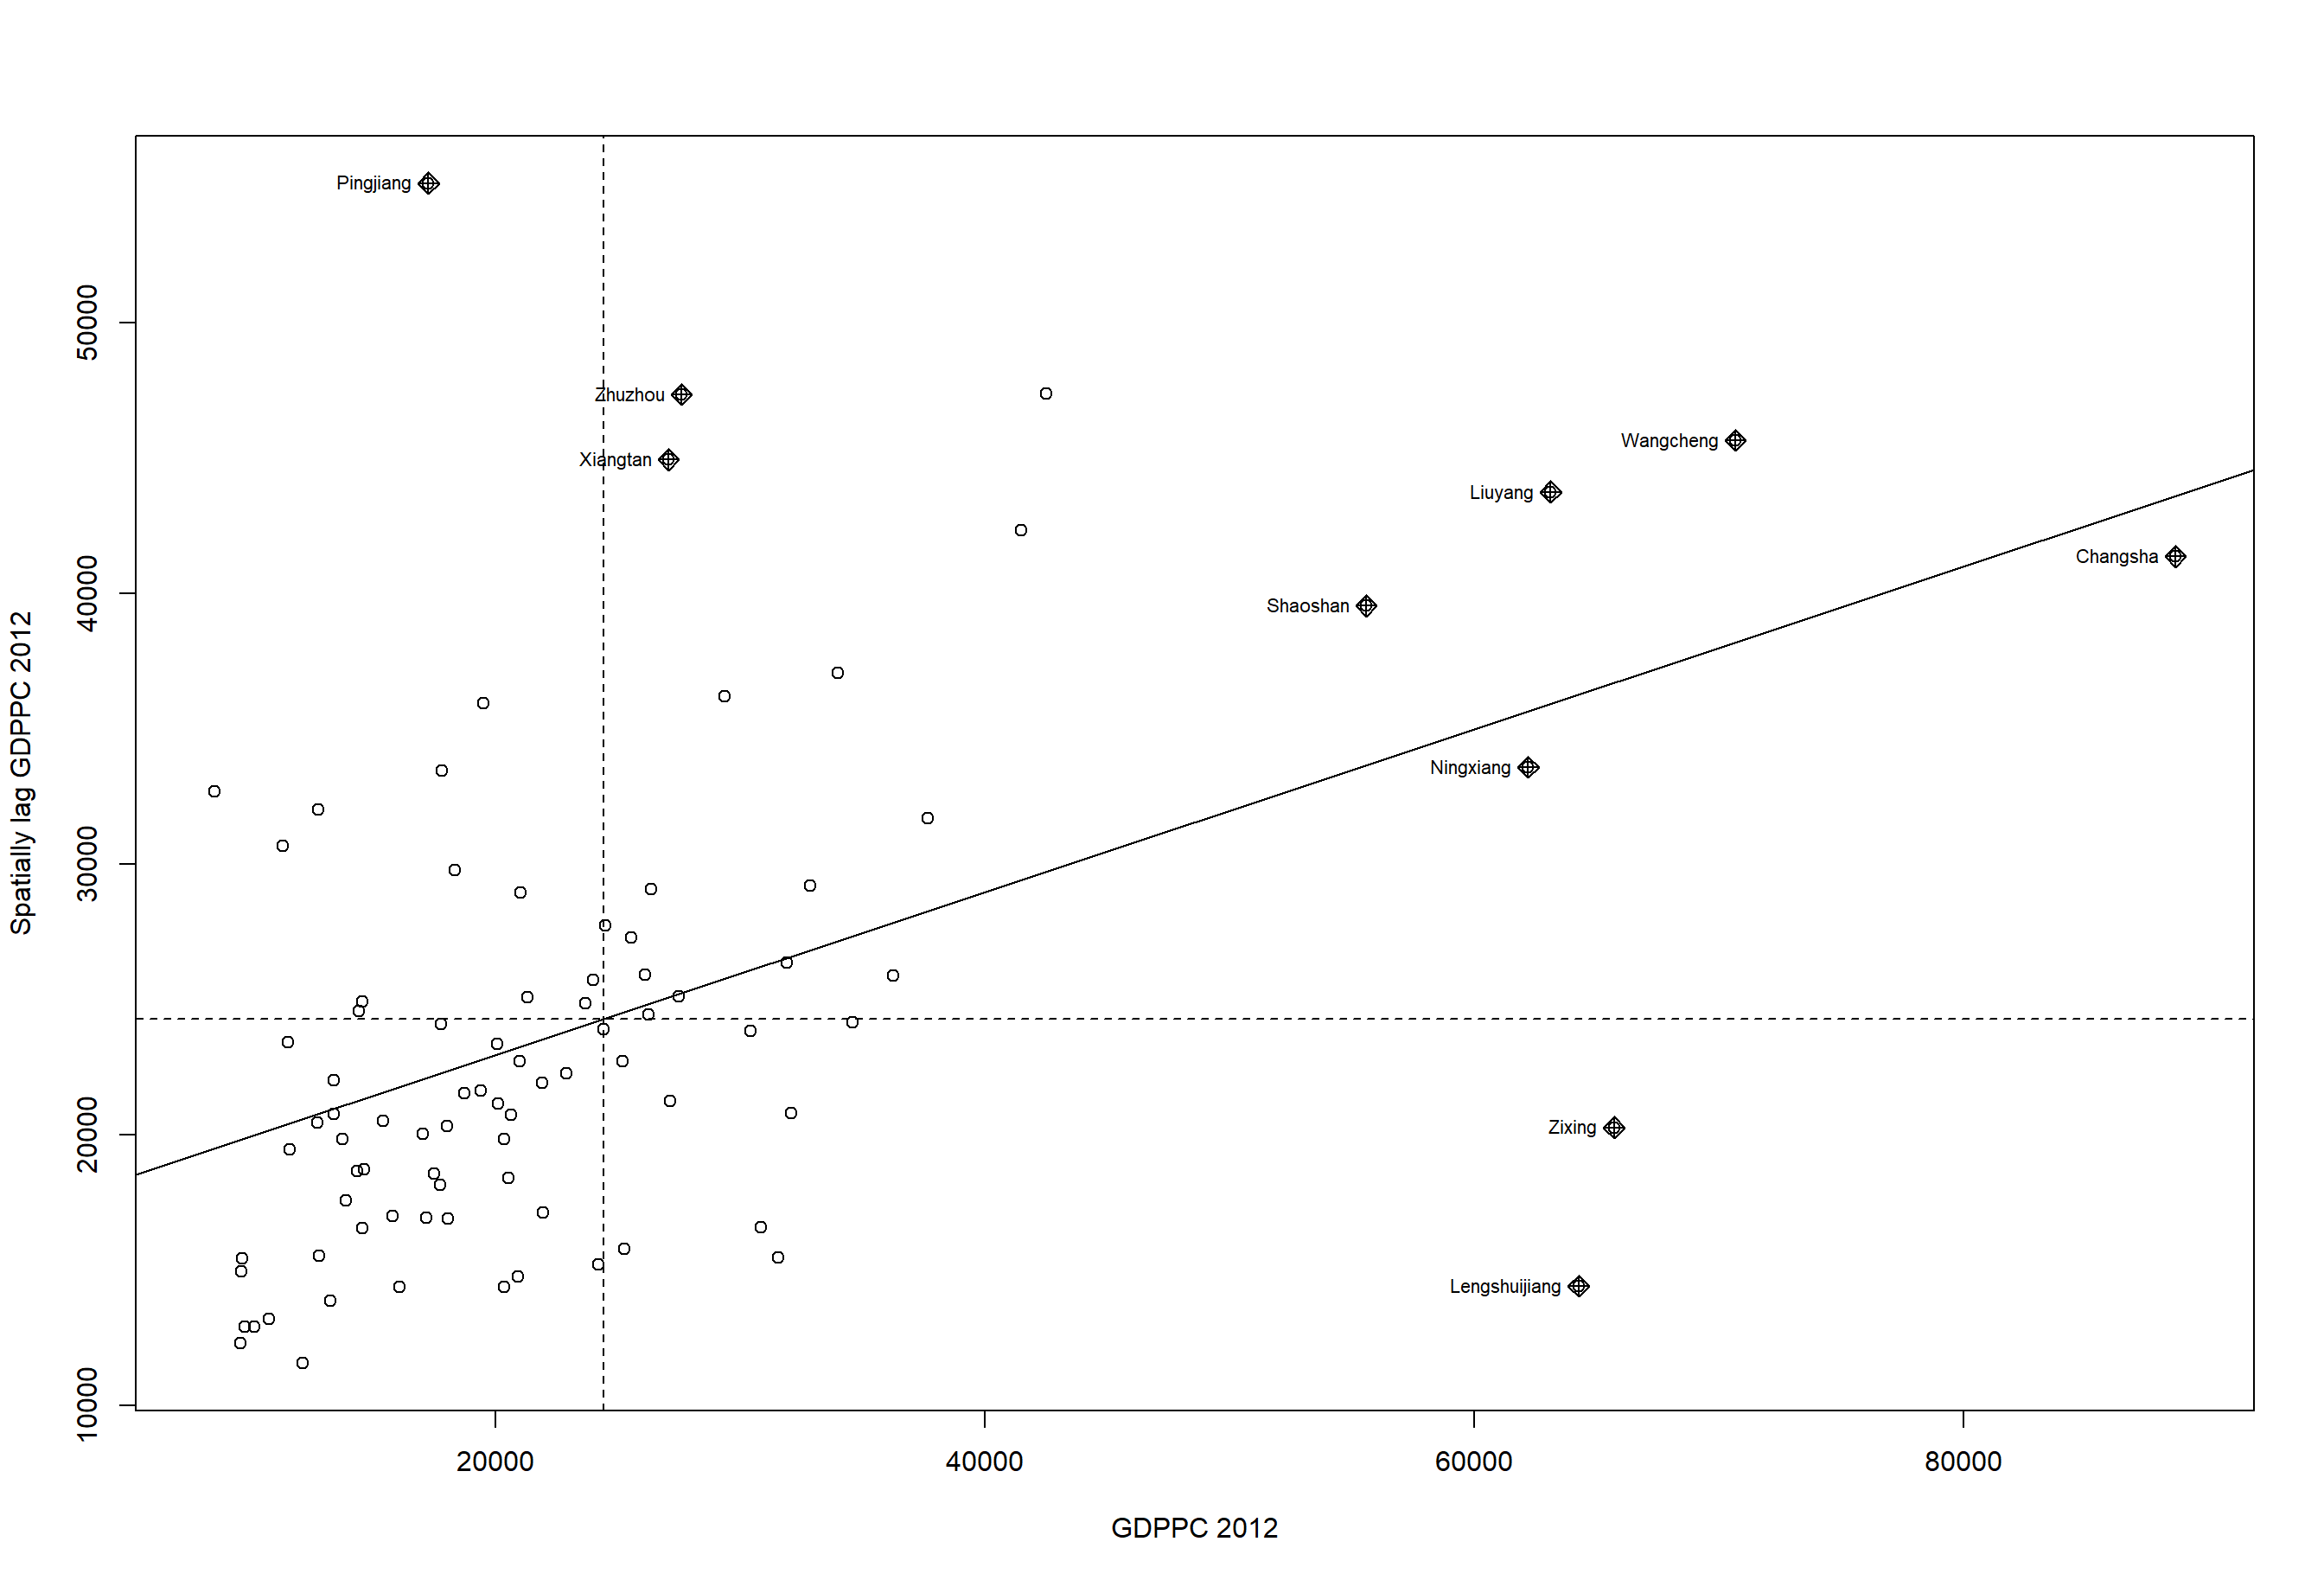 Pingjiang
50000
Zhuzhou
Wangcheng
Xiangtan
Liuyang
Changsha
40000
Shaoshan
Spatially lag GDPPC 2012
Ningxiang
30000
20000
Zixing
Lengshuijiang
10000
20000
40000
60000
80000
GDPPC 2012